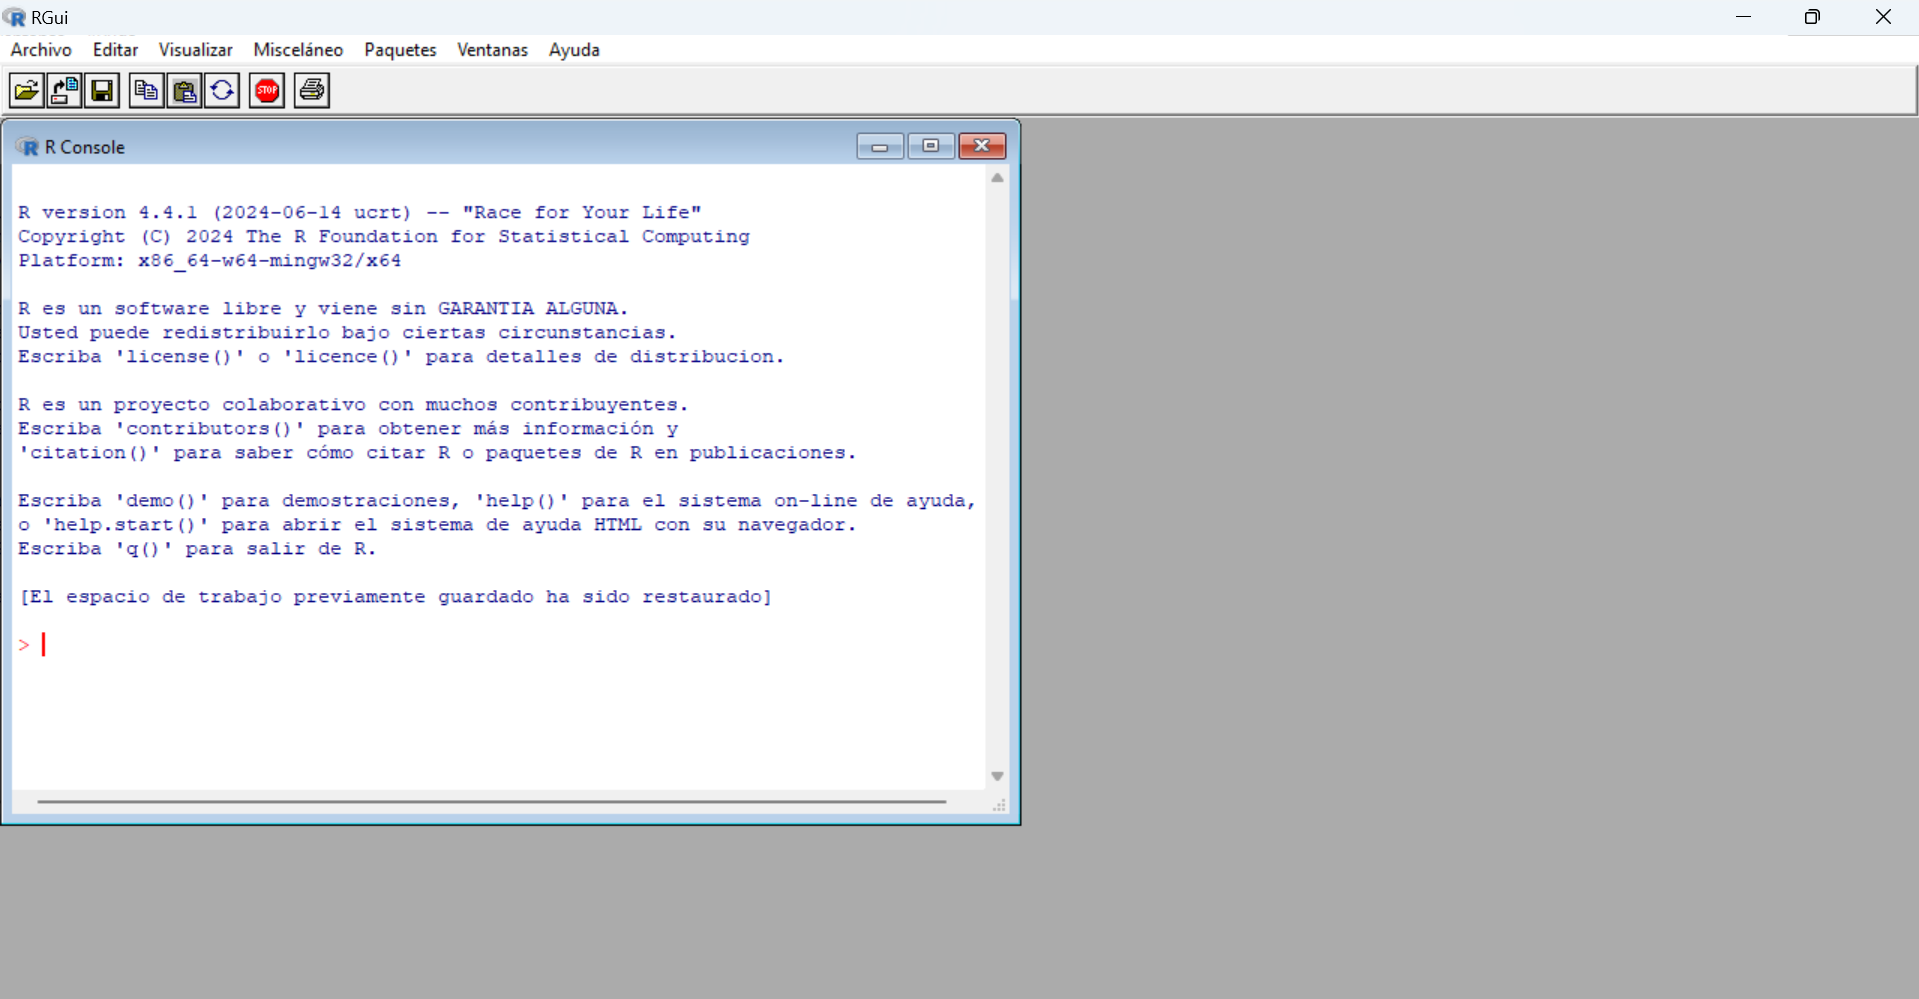 RGui
Archivo Editar Visualizar Misceláneo Paquetes Ventanas Ayuda
STOP
R Console
R version 4.4.1 (2024-06-14 ucrt) -- "Race for Your Life"
Copyright (C) 2024 The R Foundation for Statistical Computing
Platform: x86_64-w64-mingw32/x64
R es un software libre y viene sin GARANTIA ALGUNA.
Usted puede redistribuirlo bajo ciertas circunstancias.
Escriba 'license()' o 'licence()' para detalles de distribucion.
R es un proyecto colaborativo con muchos contribuyentes.
Escriba 'contributors()' para obtener más información y
'citation()' para saber cómo citar R o paquetes de R en publicaciones.
Escriba 'demo()' para demostraciones, 'help()' para el sistema on-line de ayuda,
o 'help.start()' para abrir el sistema de ayuda HTML con su navegador.
Escriba 'q()' para salir de R.
[El espacio de trabajo previamente guardado ha sido restaurado]
>